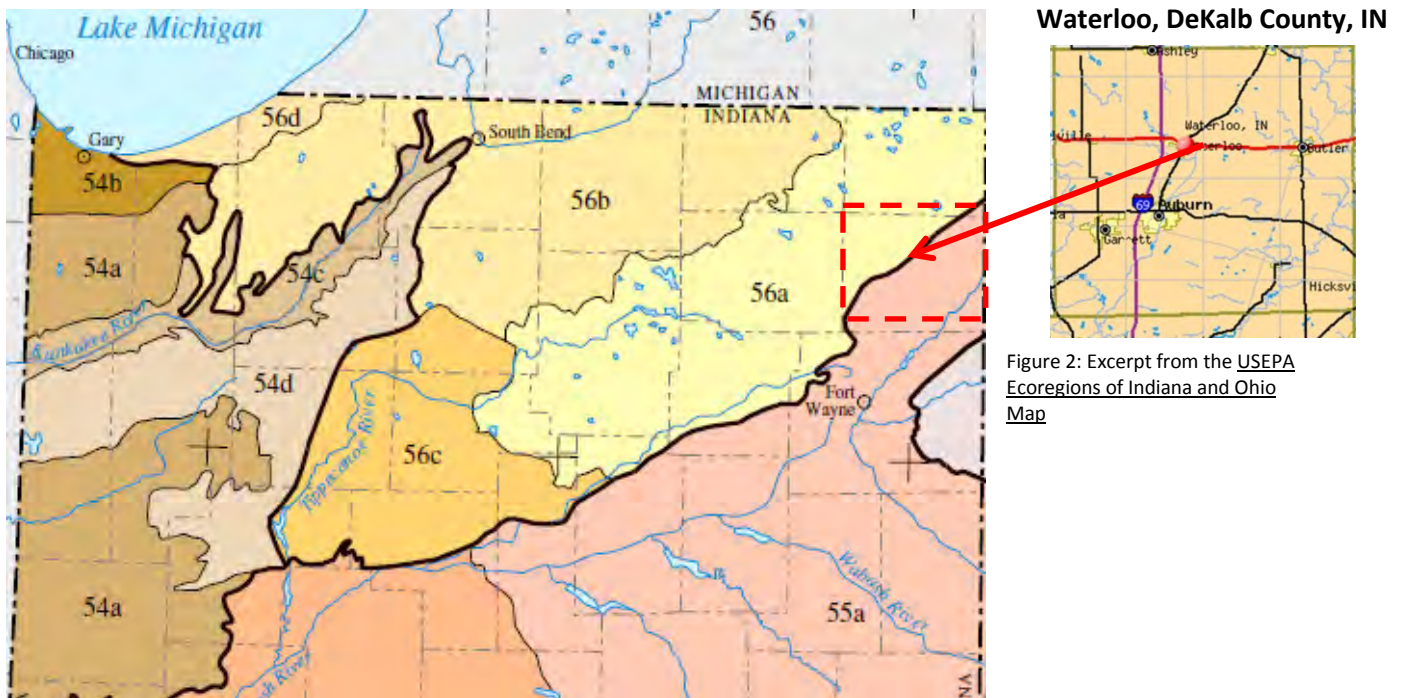 Lake Michigan
Chicago
56
MICHIGAN
INDIANA
56d
South Bend
Gary
54b
56b
54a
54c
56a
Kankakee River
54d
Fort
Wayne
Tippecanoe River
56c
Wabash River
54a
55a
Waterloo, DeKalb County, IN
Ashley
Waterloo, IN
Butler
69
Auburn
Garrett
Hicksvi
Figure 2: Excerpt from the USEPA
Ecoregions of Indiana and Ohio
Map